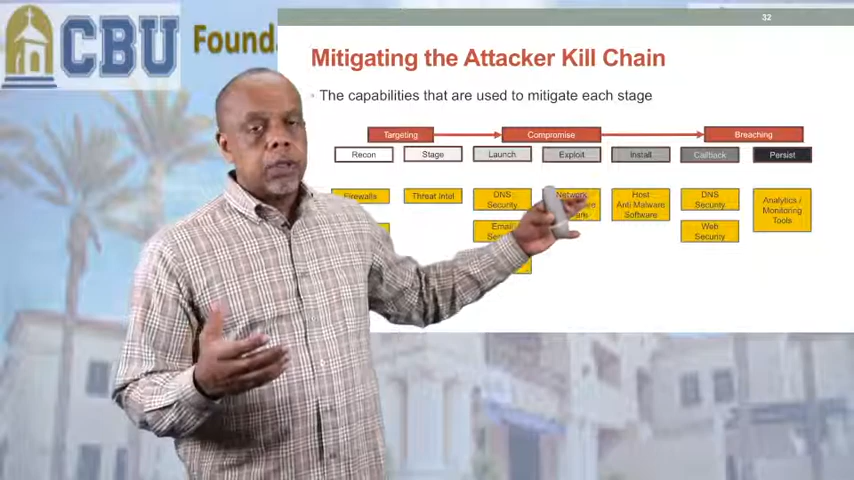 32
CBU
Found
Mitigating the Attacker Kill Chain
The capabilities that are used to mitigate each stage
Targeting
Compromise
Breaching
Recon
Stage
Launch
Exploit
Install
Callback
Persist
Firewalls
Threat Intel
DNS
Security
Network
Host
Anti Malware
Software
DNS
Security
Analytics /
Monitoring
Tools
Email
Web
Security